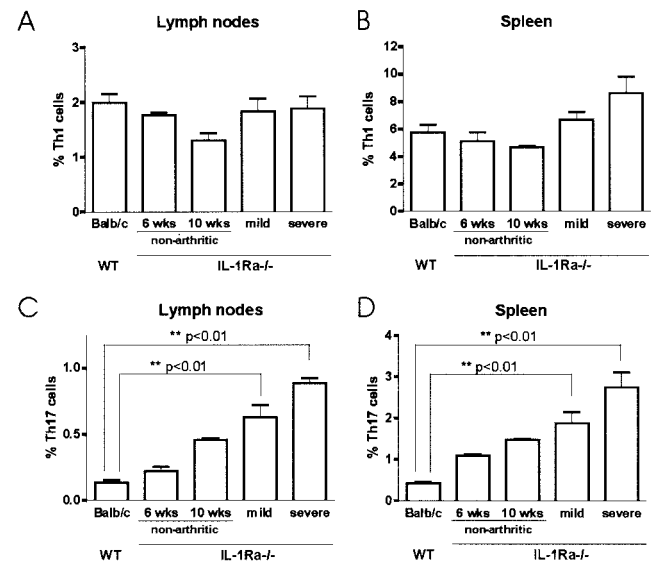 A
Lymph nodes
% Th1 cells
3
2
1
0
Balb/c 6 wks 10 wks mild severe
non-arthritic
WT IL-1Ra-/-
B
Spleen
% Th1 cells
12
10
8
6
4
2
0
Balb/c 6 wks 10 wks mild severe
non-arthritic
WT IL-1Ra-/-
C
Lymph nodes
% Th17 cells
1.0
0.5
0.0
** p<0.01
** p<0.01
Balb/c 6 wks 10 wks mild severe
non-arthritic
WT IL-1Ra-/-
D
Spleen
% Th17 cells
4
3
2
1
0
** p<0.01
** p<0.01
Balb/c 6 wks 10 wks mild severe
non-arthritic
WT IL-1Ra-/-